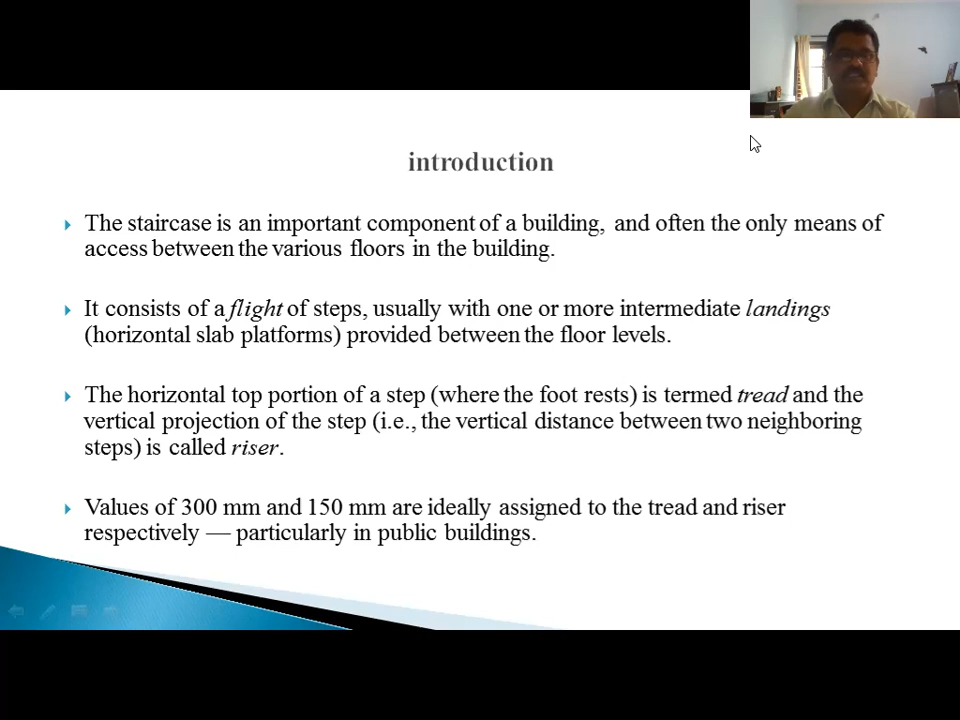 introduction
The staircase is an important component of a building, and often the only means of
access between the various floors in the building.
It consists of a flight of steps, usually with one or more intermediate landings
(horizontal slab platforms) provided between the floor levels.
The horizontal top portion of a step (where the foot rests) is termed tread and the
vertical projection of the step (i.e., the vertical distance between two neighboring
steps) is called riser.
Values of 300 mm and 150 mm are ideally assigned to the tread and riser
respectively — particularly in public buildings.